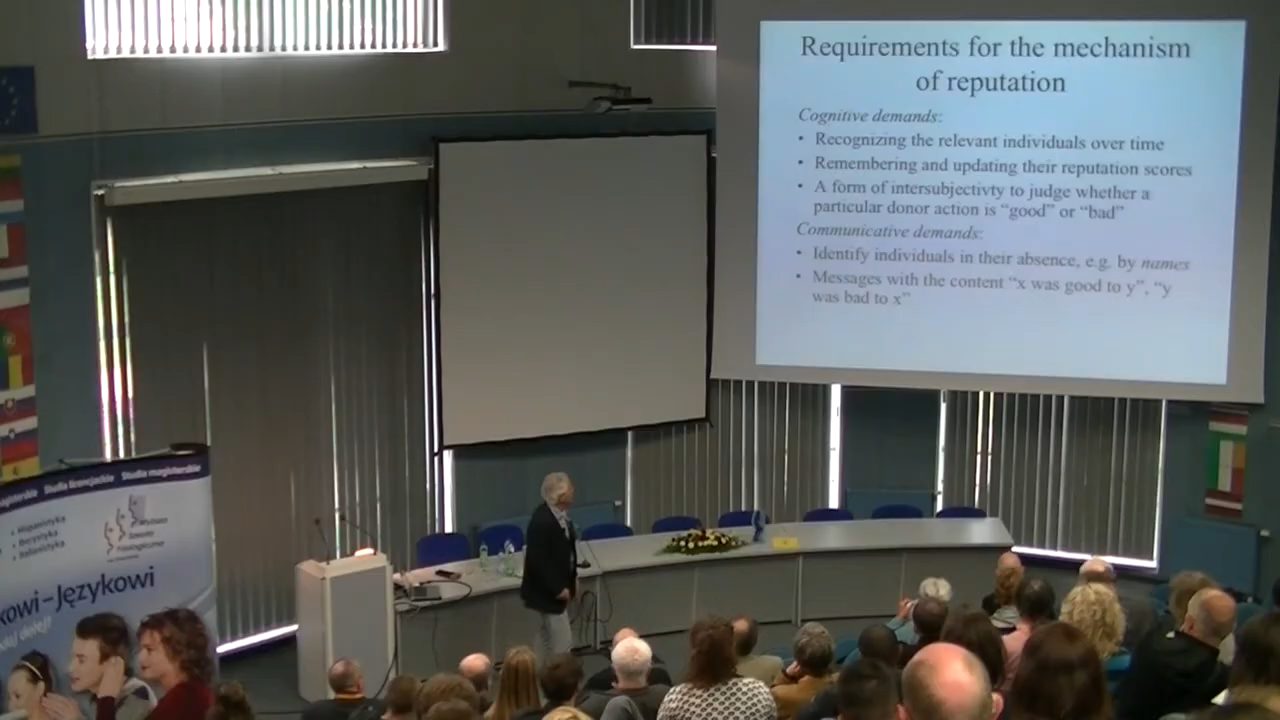 Requirements for the mechanism
of reputation
Cognitive demands:
• Recognizing the relevant individuals over time
• Remembering and updating their reputation scores
• A form of intersubjectivty to judge whether a
particular donor action is “good” or “bad”
Communicative demands:
• Identify individuals in their absence, e.g. by names
• Messages with the content “x was good to y”, “y
was bad to x”
Studia licencjackie Studia magisterskie
• Hispanistyka
• Iberystyka
• Italianistyka
kowi–Językowi
dalej!